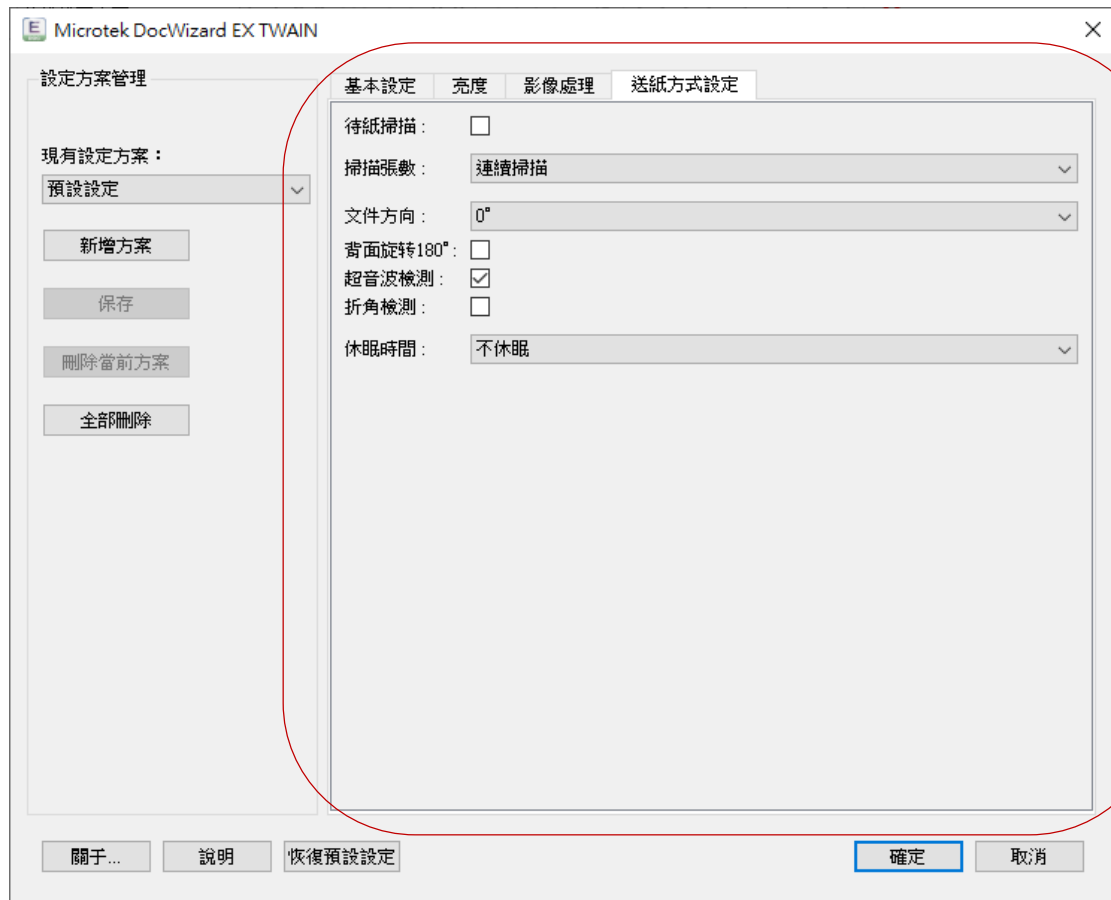 Microtek DocWizard EX TWAIN
設定方案管理
現有設定方案：
預設設定
新增方案
保存
刪除當前方案
全部刪除
基本設定 亮度 影像處理 送紙方式設定
待紙掃描：
掃描張數： 連續掃描
文件方向： 0°
背面旋转180°：
超音波檢測：
折角檢測：
休眠時間： 不休眠
關于... 說明 恢復預設設定 確定 取消